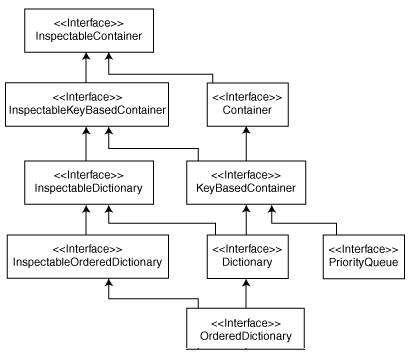 <<Interface>>
InspectableContainer
<<Interface>>
InspectableKeyBasedContainer
<<Interface>>
Container
<<Interface>>
InspectableDictionary
<<Interface>>
KeyBasedContainer
<<Interface>>
InspectableOrderedDictionary
<<Interface>>
Dictionary
<<Interface>>
PriorityQueue
<<Interface>>
OrderedDictionary